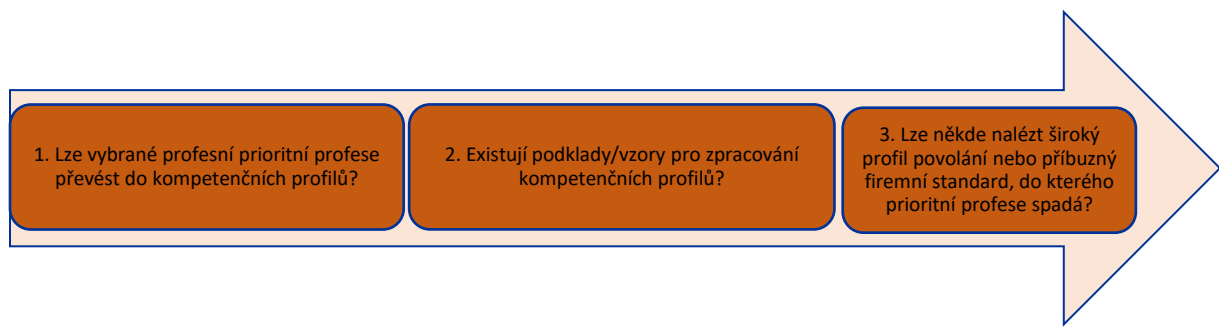 1. Lze vybrané profesní prioritní profese
převést do kompetenčních profilů?
2. Existují podklady/vzory pro zpracování
kompetenčních profilů?
3. Lze někde nalézt široký
profil povolání nebo příbuzný
firemní standard, do kterého
prioritní profese spadá?